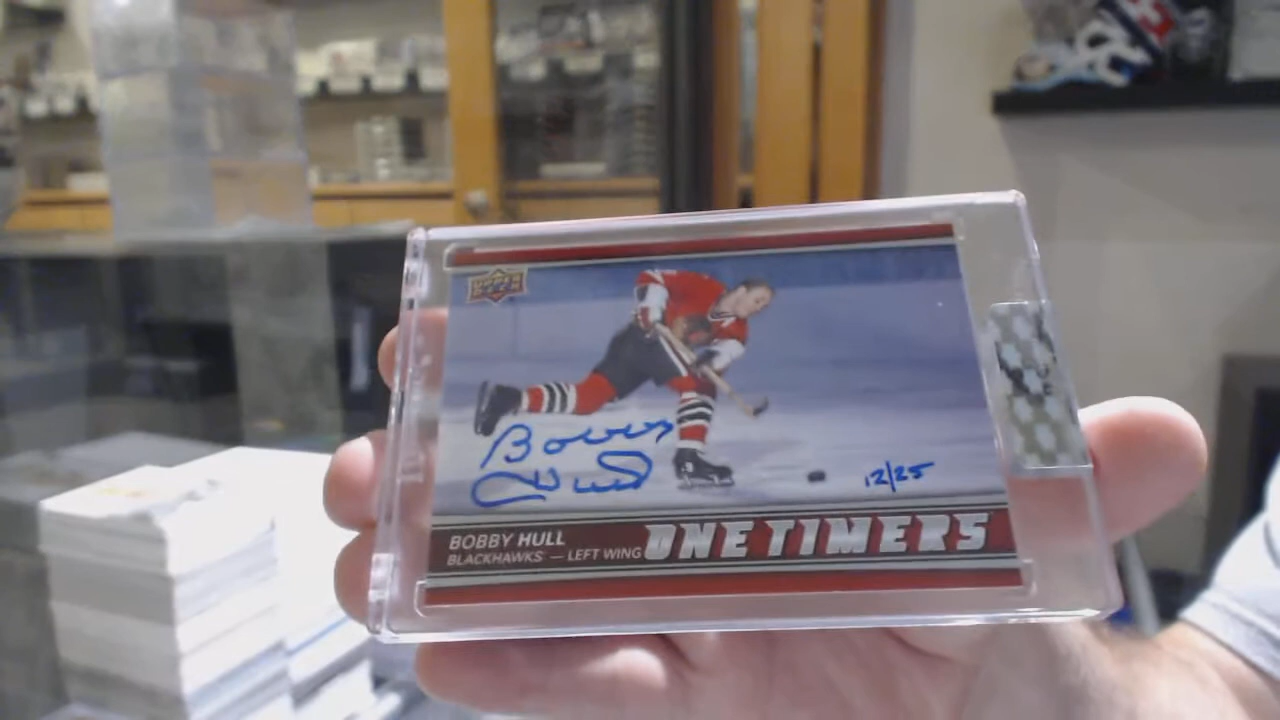 UPPER DECK
Bobby
Hull
12/25
BOBBY HULL
BLACKHAWKS — LEFT WING
ONE TIMERS